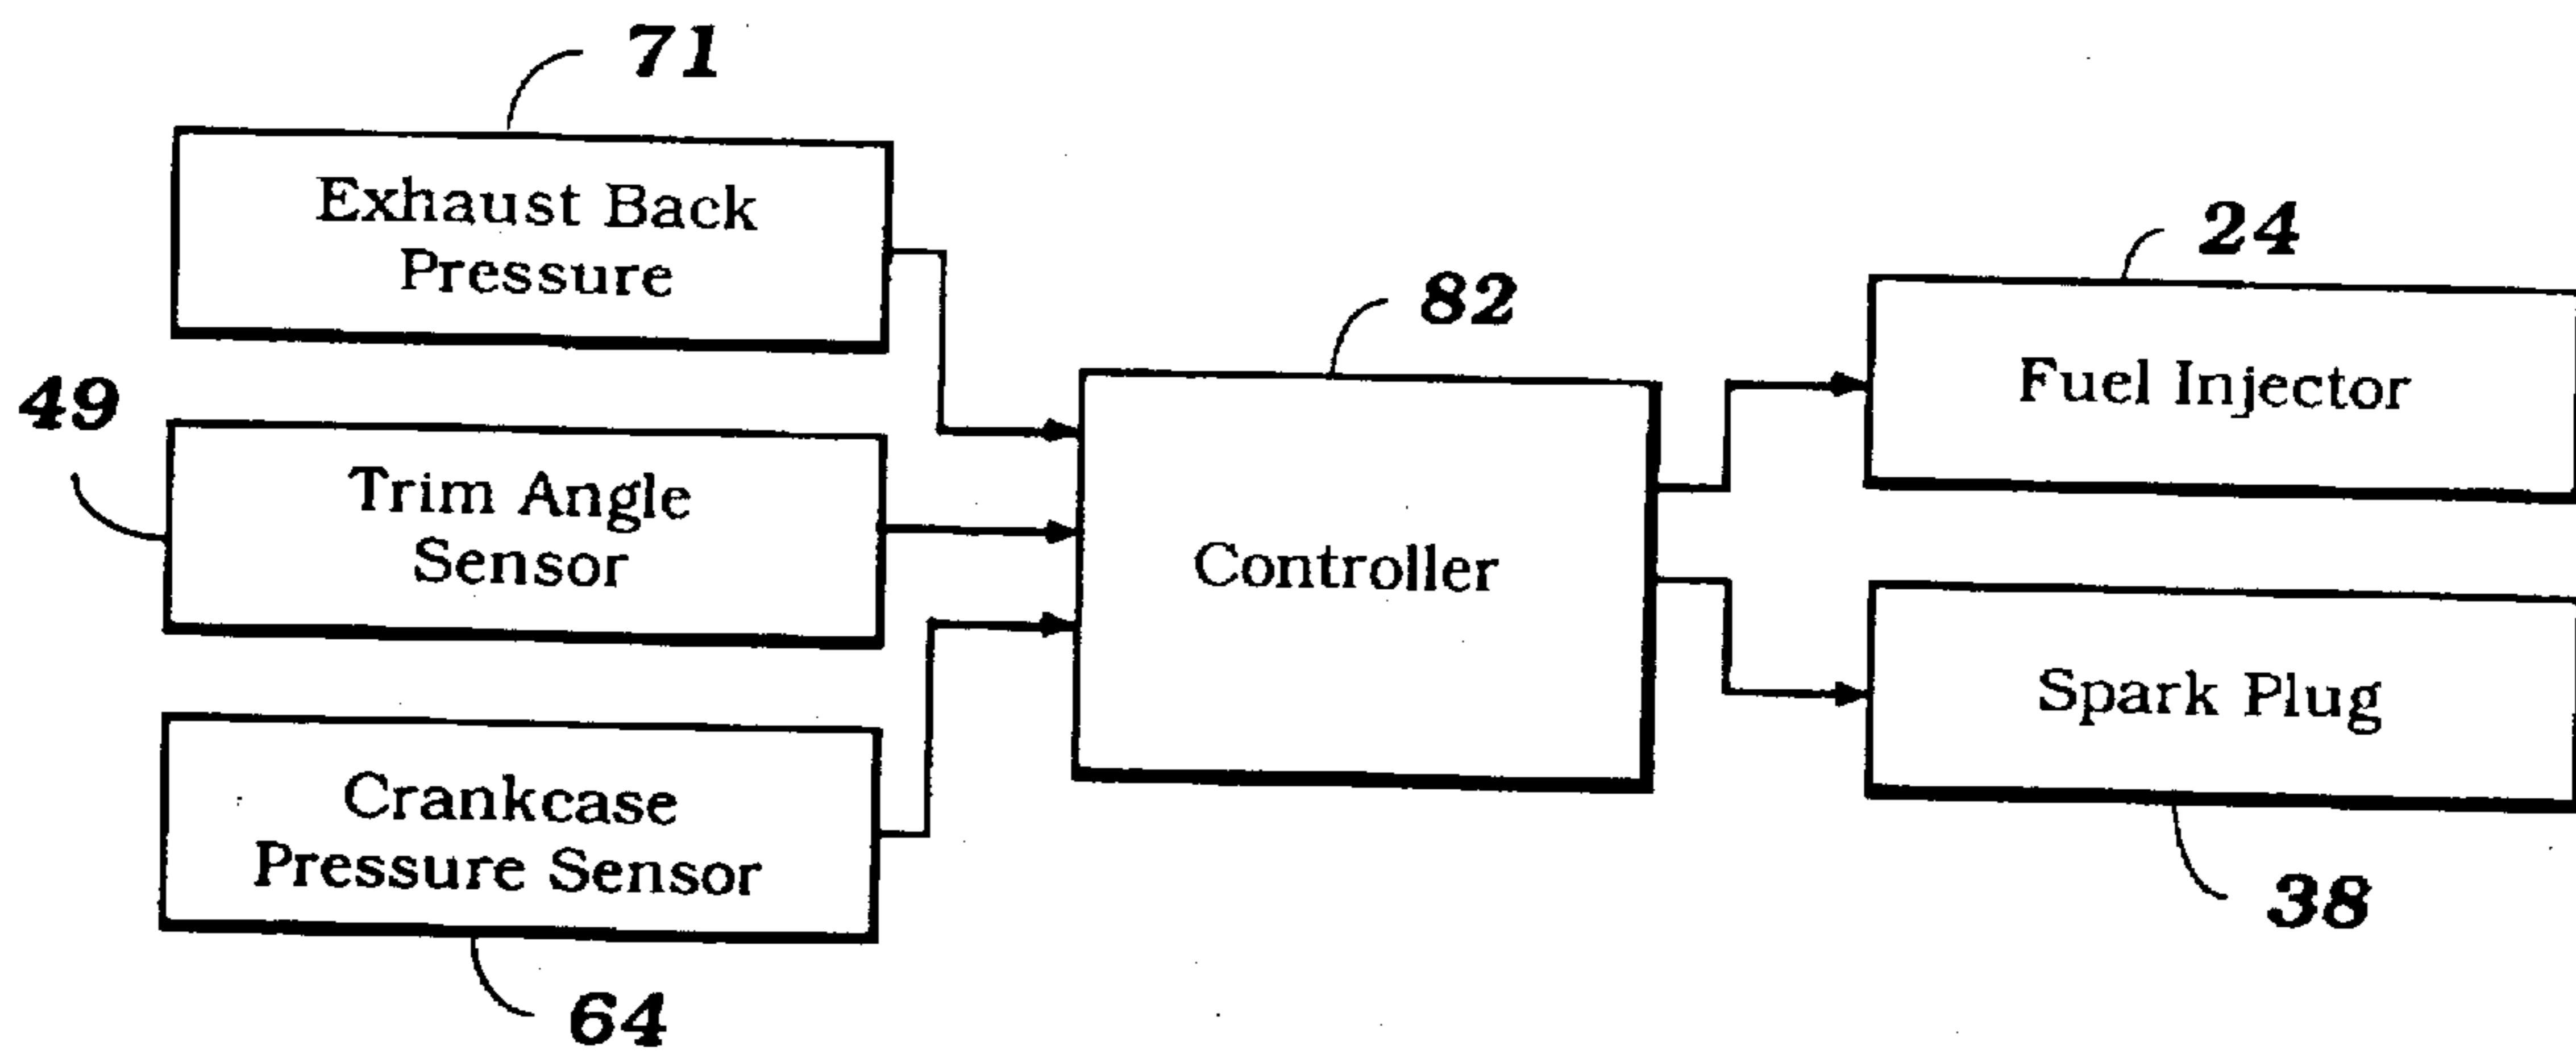 71
Exhaust Back
Pressure
49
Trim Angle
Sensor
Crankcase
Pressure Sensor
64
82
Controller
24
Fuel Injector
Spark Plug
38